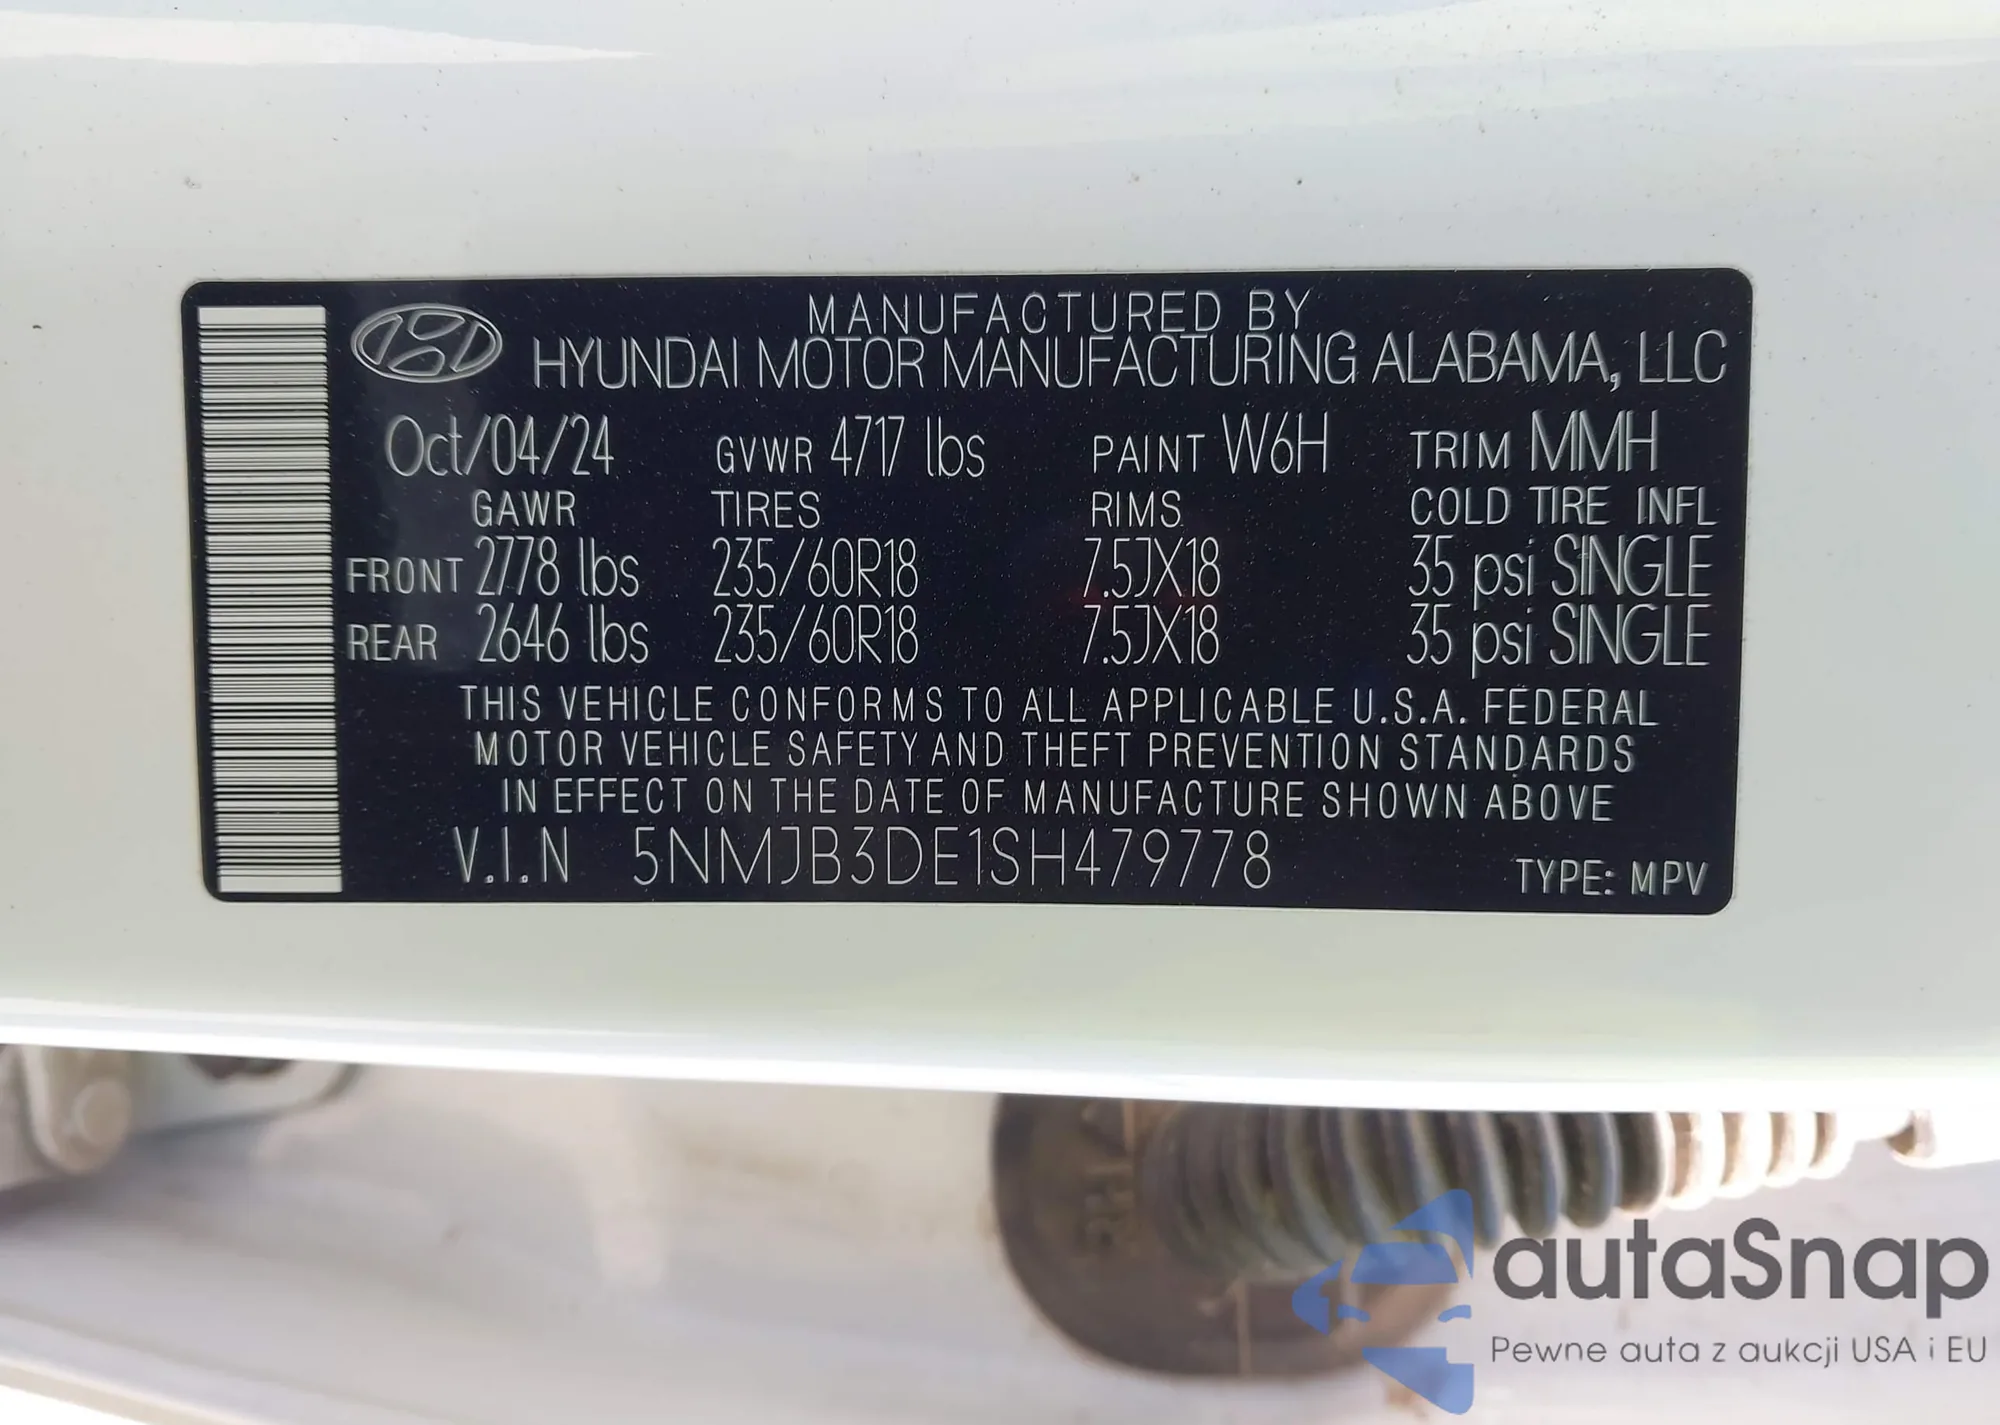 MANUFACTURED BY
HYUNDAI MOTOR MANUFACTURING ALABAMA, LLC
Oct/04/24 GVWR 4717 lbs PAINT W6H TRIM MMH
GAWR TIRES RIMS COLD TIRE INFL
FRONT 2778 lbs 235/60R18 7.5JX18 35 psi SINGLE
REAR 2646 lbs 235/60R18 7.5JX18 35 psi SINGLE
THIS VEHICLE CONFORMS TO ALL APPLICABLE U.S.A. FEDERAL
MOTOR VEHICLE SAFETY AND THEFT PREVENTION STANDARDS
IN EFFECT ON THE DATE OF MANUFACTURE SHOWN ABOVE
V.I.N 5NMJB3DE1SH479778 TYPE: MPV
autaSnap
Pewne auta z aukcji USA i EU